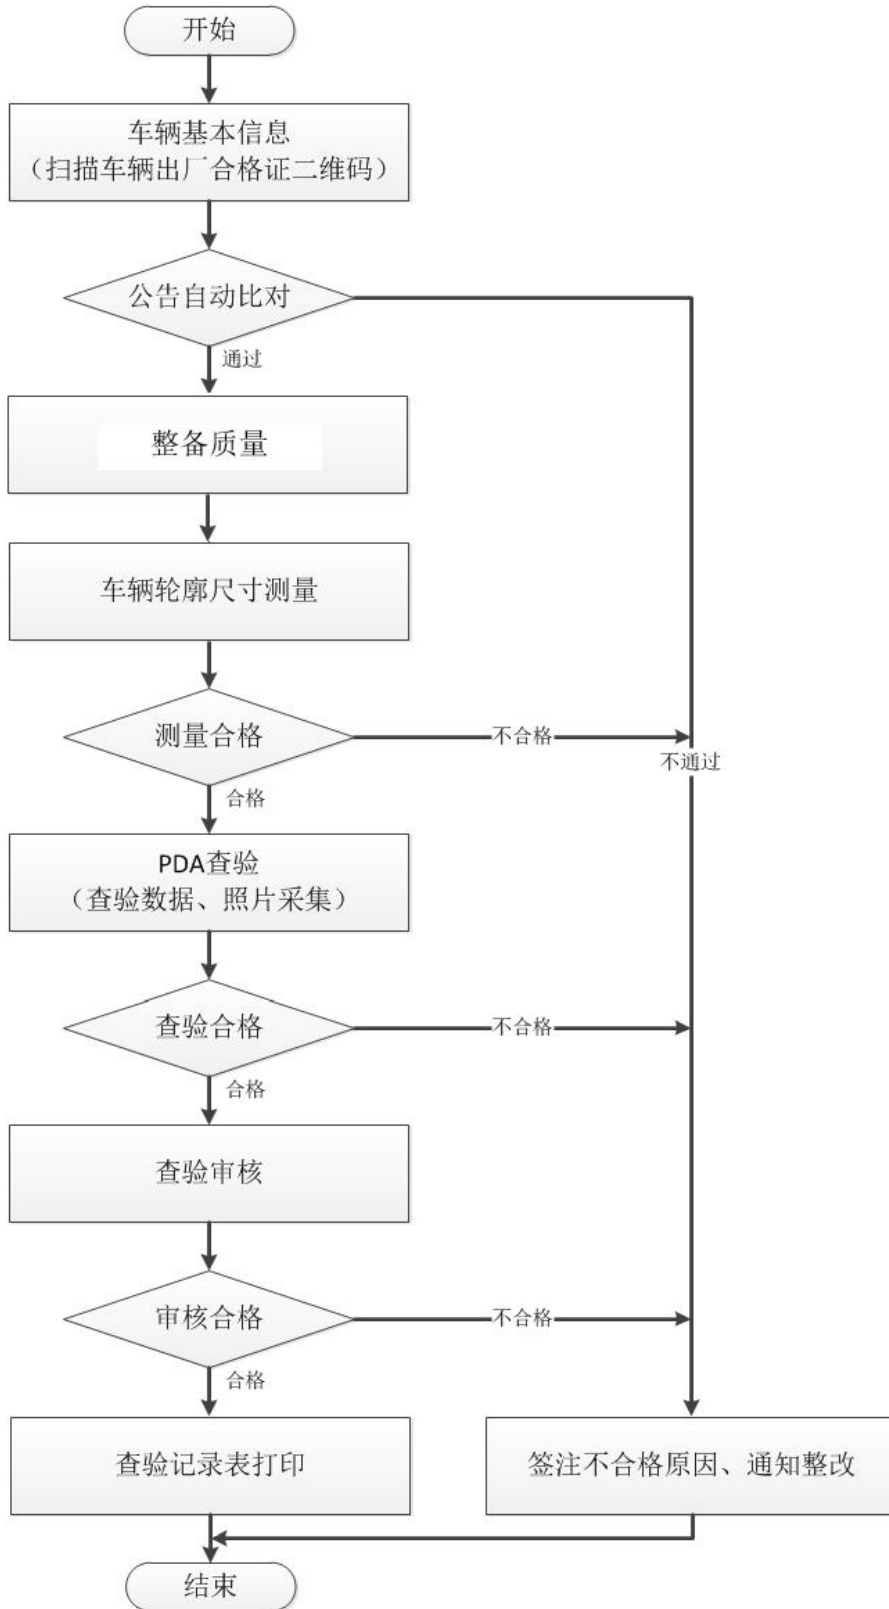 开始
车辆基本信息
（扫描车辆出厂合格证二维码）
公告自动比对
通过
整备质量
车辆轮廓尺寸测量
测量合格
不合格
不通过
合格
PDA查验
（查验数据、照片采集）
查验合格
不合格
合格
查验审核
审核合格
不合格
合格
查验记录表打印
签注不合格原因、通知整改
结束